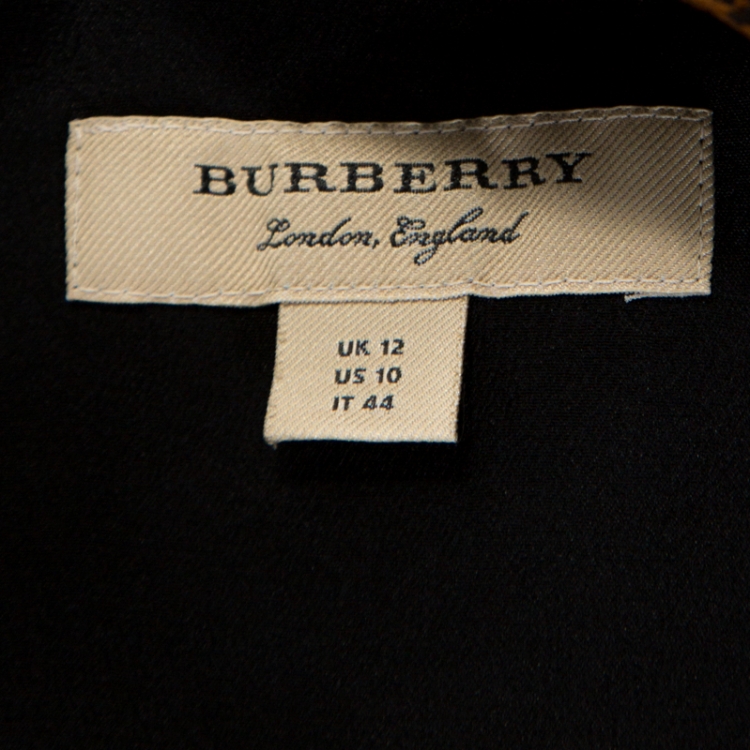 BURBERRY
London, England
UK 12
US 10
IT 44